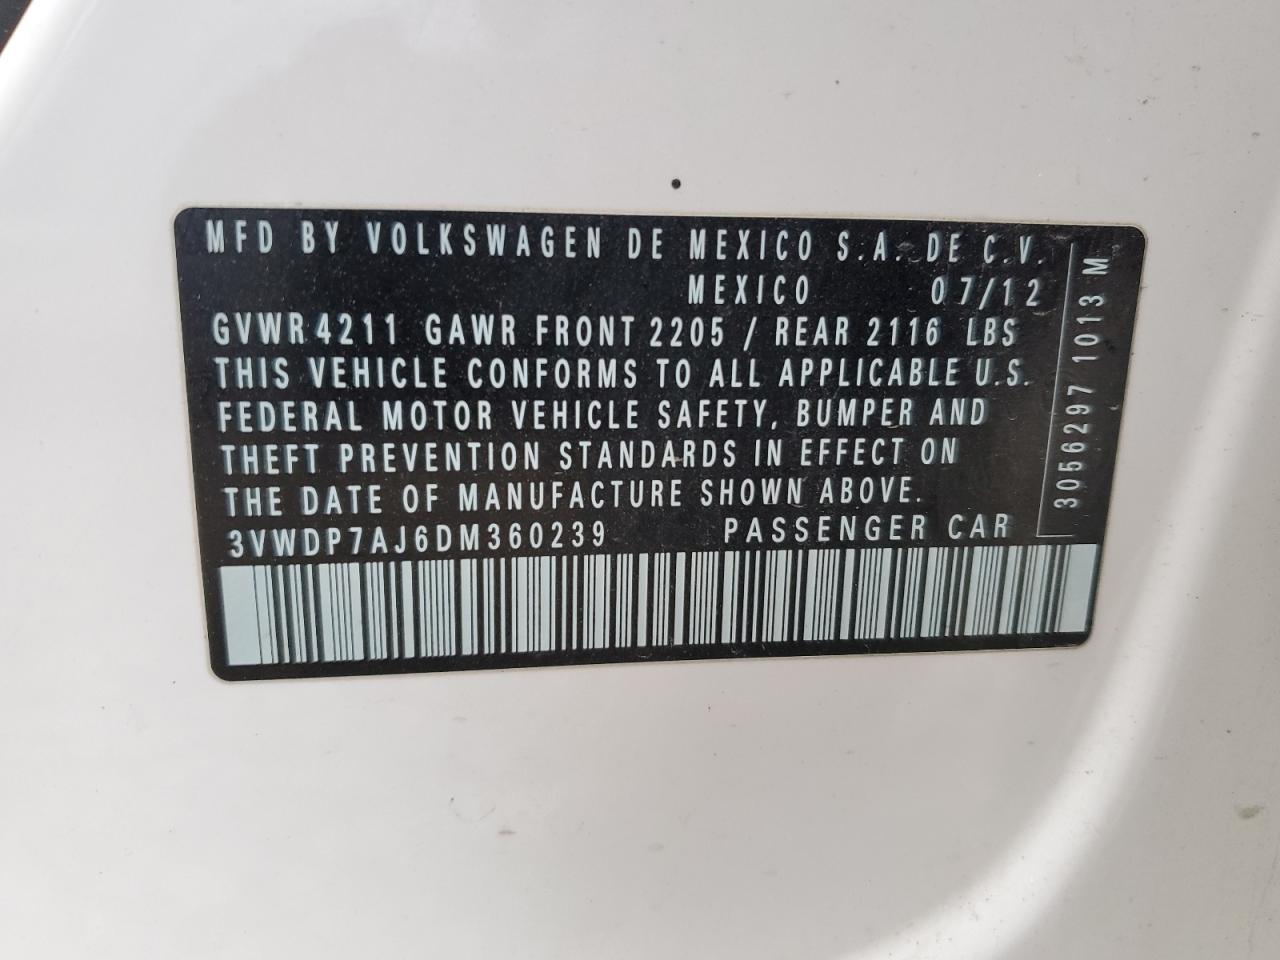 MFD BY VOLKSWAGEN DE MEXICO S.A. DE C.V.
MEXICO 07/12
GVWR 4211 GAWR FRONT 2205 / REAR 2116 LBS
THIS VEHICLE CONFORMS TO ALL APPLICABLE U.S.
FEDERAL MOTOR VEHICLE SAFETY, BUMPER AND
THEFT PREVENTION STANDARDS IN EFFECT ON
THE DATE OF MANUFACTURE SHOWN ABOVE.
3VWDP7AJ6DM360239 PASSENGER CAR
3056297 1013 M